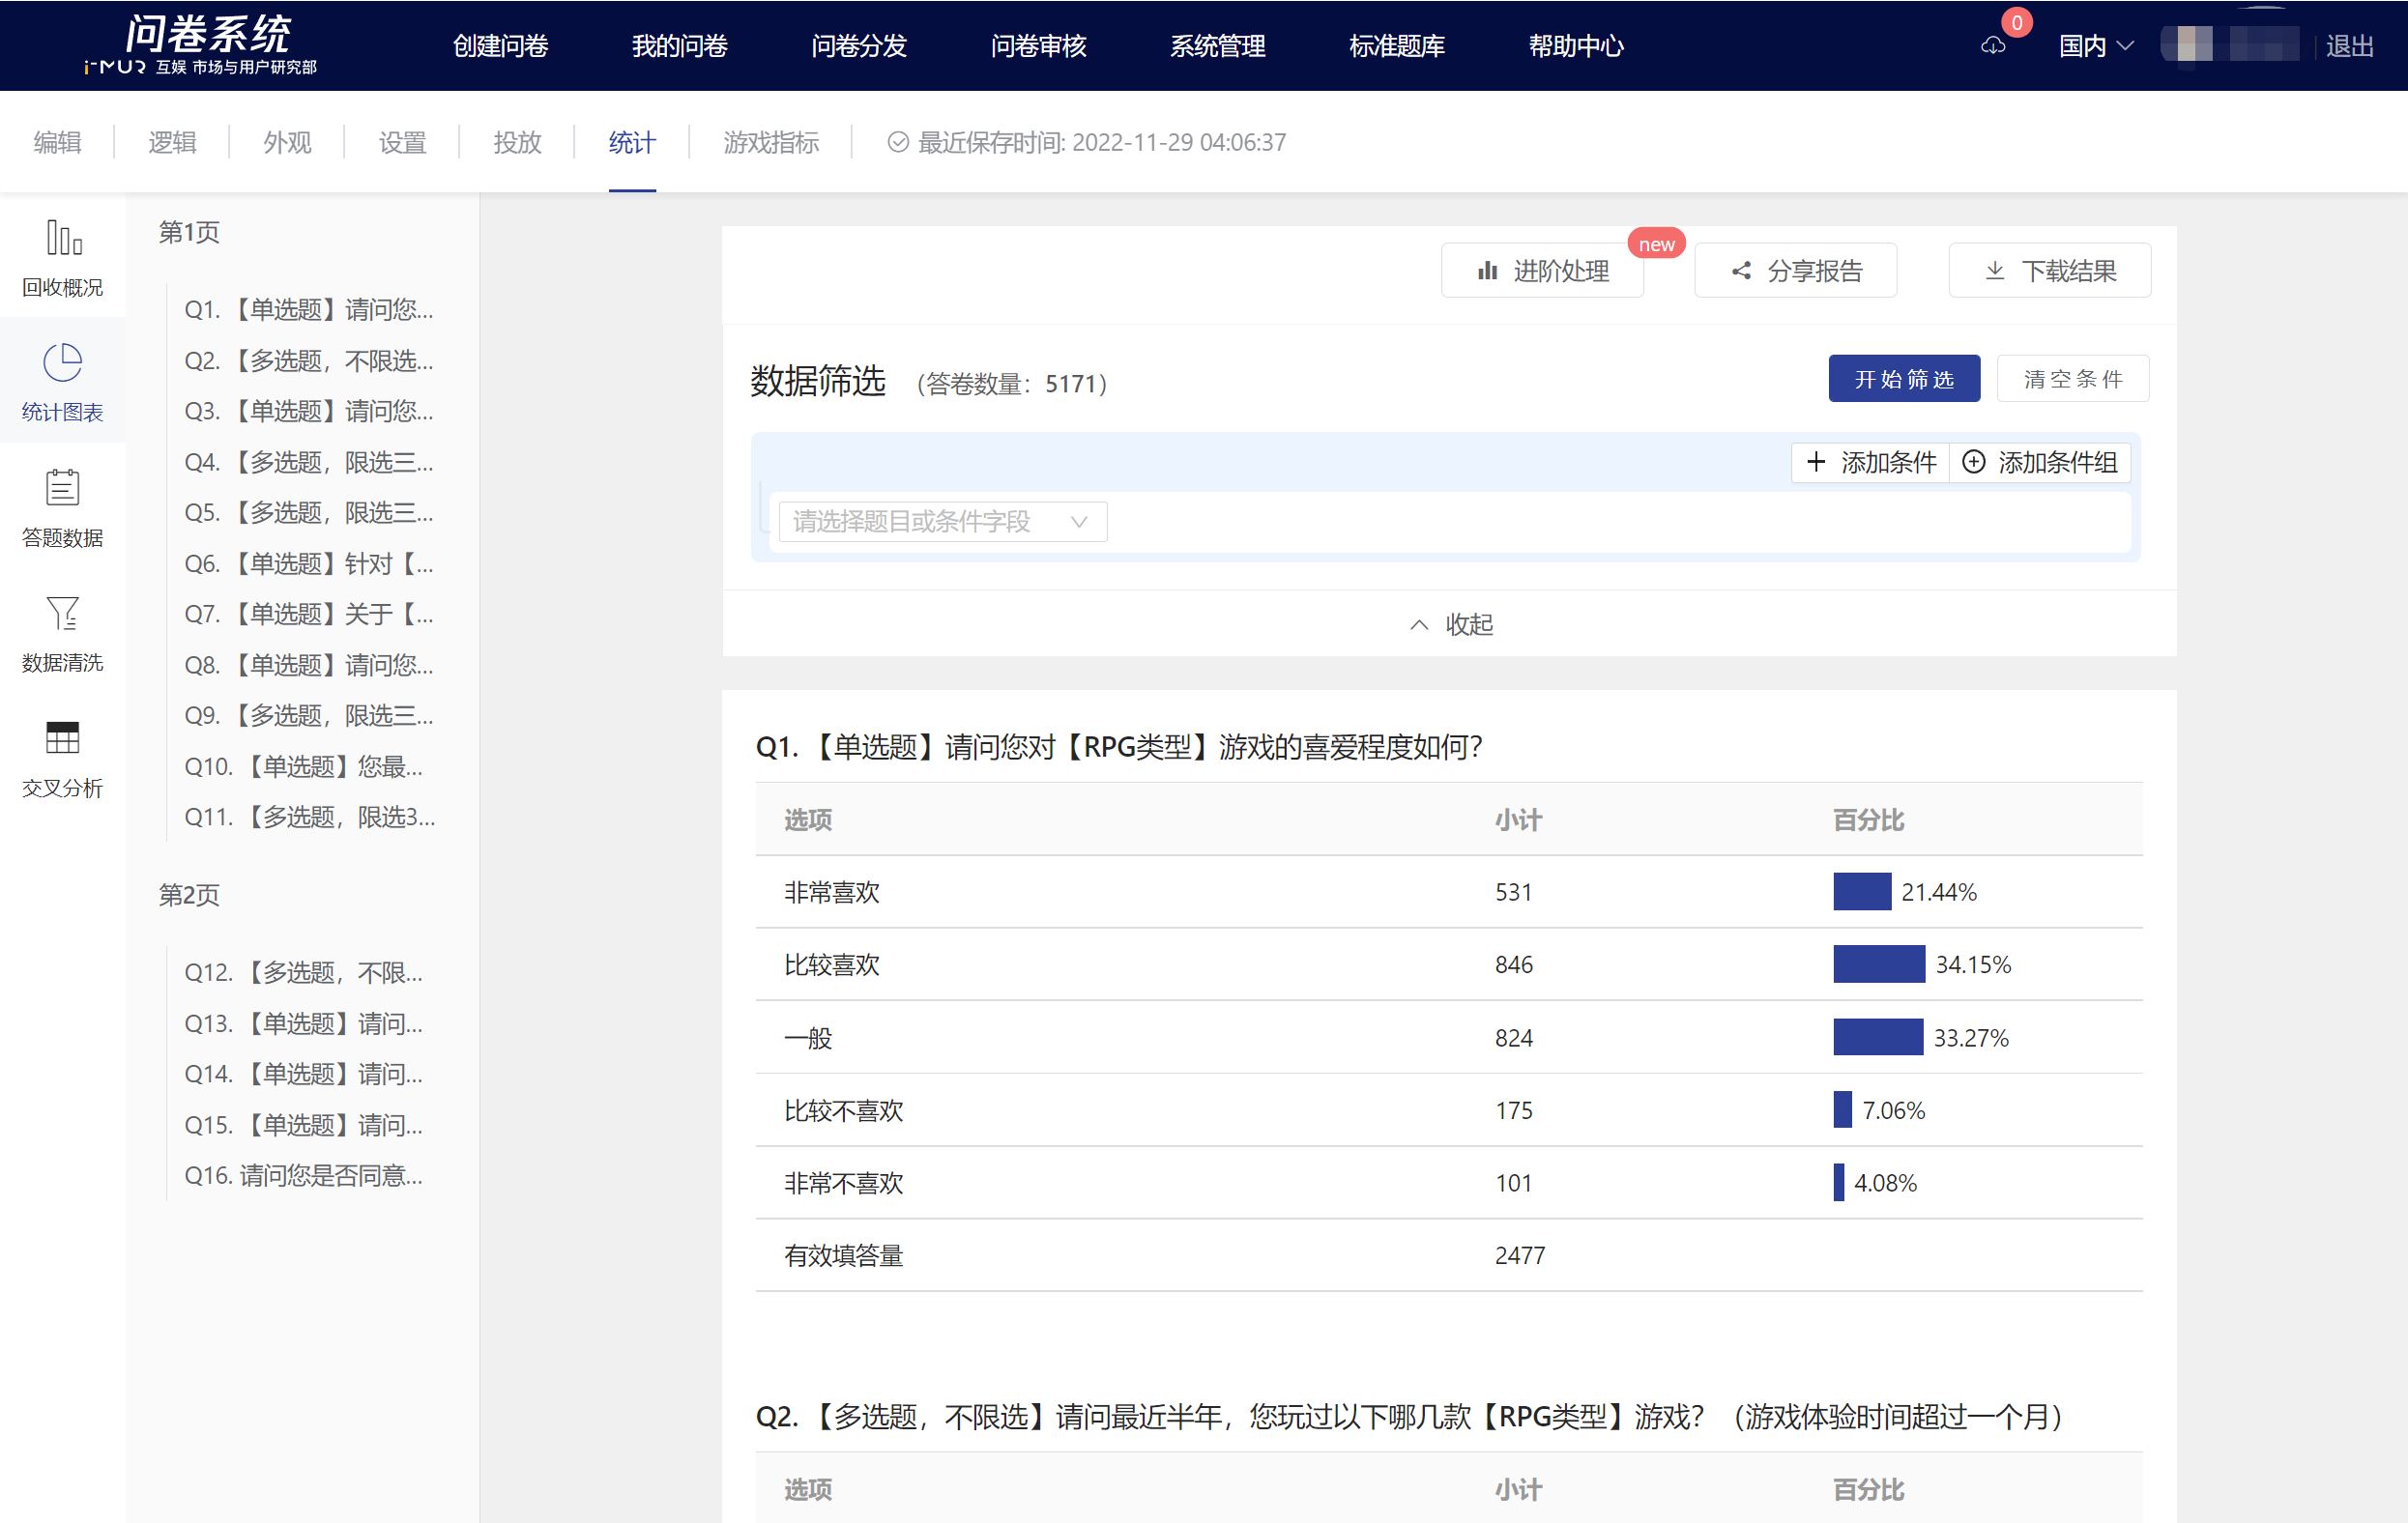 问卷系统
i-MUR 互娱 市场与用户研究部
创建问卷 我的问卷 问卷分发 问卷审核 系统管理 标准题库 帮助中心 0 国内 退出
编辑 逻辑 外观 设置 投放 统计 游戏指标 最近保存时间: 2022-11-29 04:06:37
回收概况
统计图表
答题数据
数据清洗
交叉分析
第1页
Q1. 【单选题】请问您...
Q2. 【多选题，不限选...
Q3. 【单选题】请问您...
Q4. 【多选题，限选三...
Q5. 【多选题，限选三...
Q6. 【单选题】针对【...
Q7. 【单选题】关于【...
Q8. 【单选题】请问您...
Q9. 【多选题，限选三...
Q10. 【单选题】您最...
Q11. 【多选题，限选3...
第2页
Q12. 【多选题，不限...
Q13. 【单选题】请问...
Q14. 【单选题】请问...
Q15. 【单选题】请问...
Q16. 请问您是否同意...
进阶处理 new 分享报告 下载结果
数据筛选 （答卷数量：5171） 开始筛选 清空条件
添加条件 添加条件组
请选择题目或条件字段
收起
Q1. 【单选题】请问您对【RPG类型】游戏的喜爱程度如何？
选项 小计 百分比
非常喜欢 531 21.44%
比较喜欢 846 34.15%
一般 824 33.27%
比较不喜欢 175 7.06%
非常不喜欢 101 4.08%
有效填答量 2477
Q2. 【多选题，不限选】请问最近半年，您玩过以下哪几款【RPG类型】游戏？（游戏体验时间超过一个月）
选项 小计 百分比